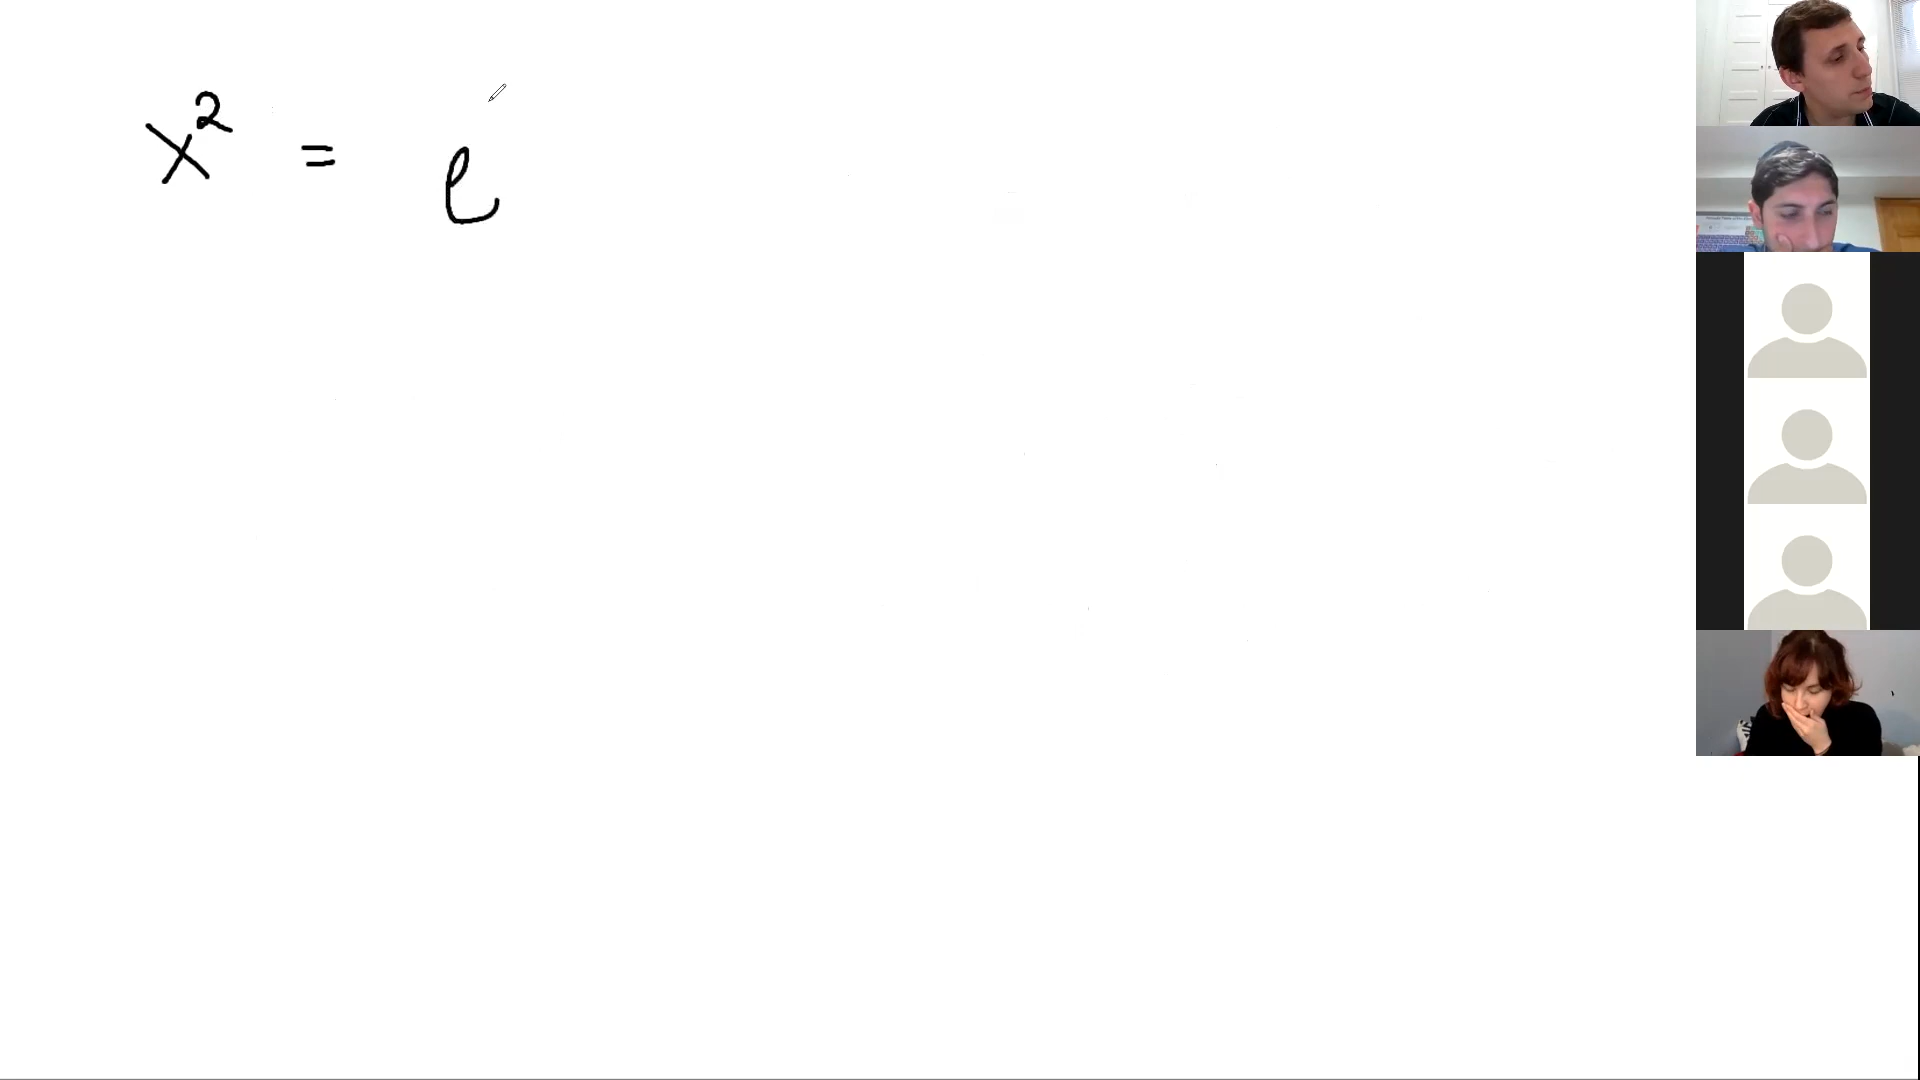 x² = e